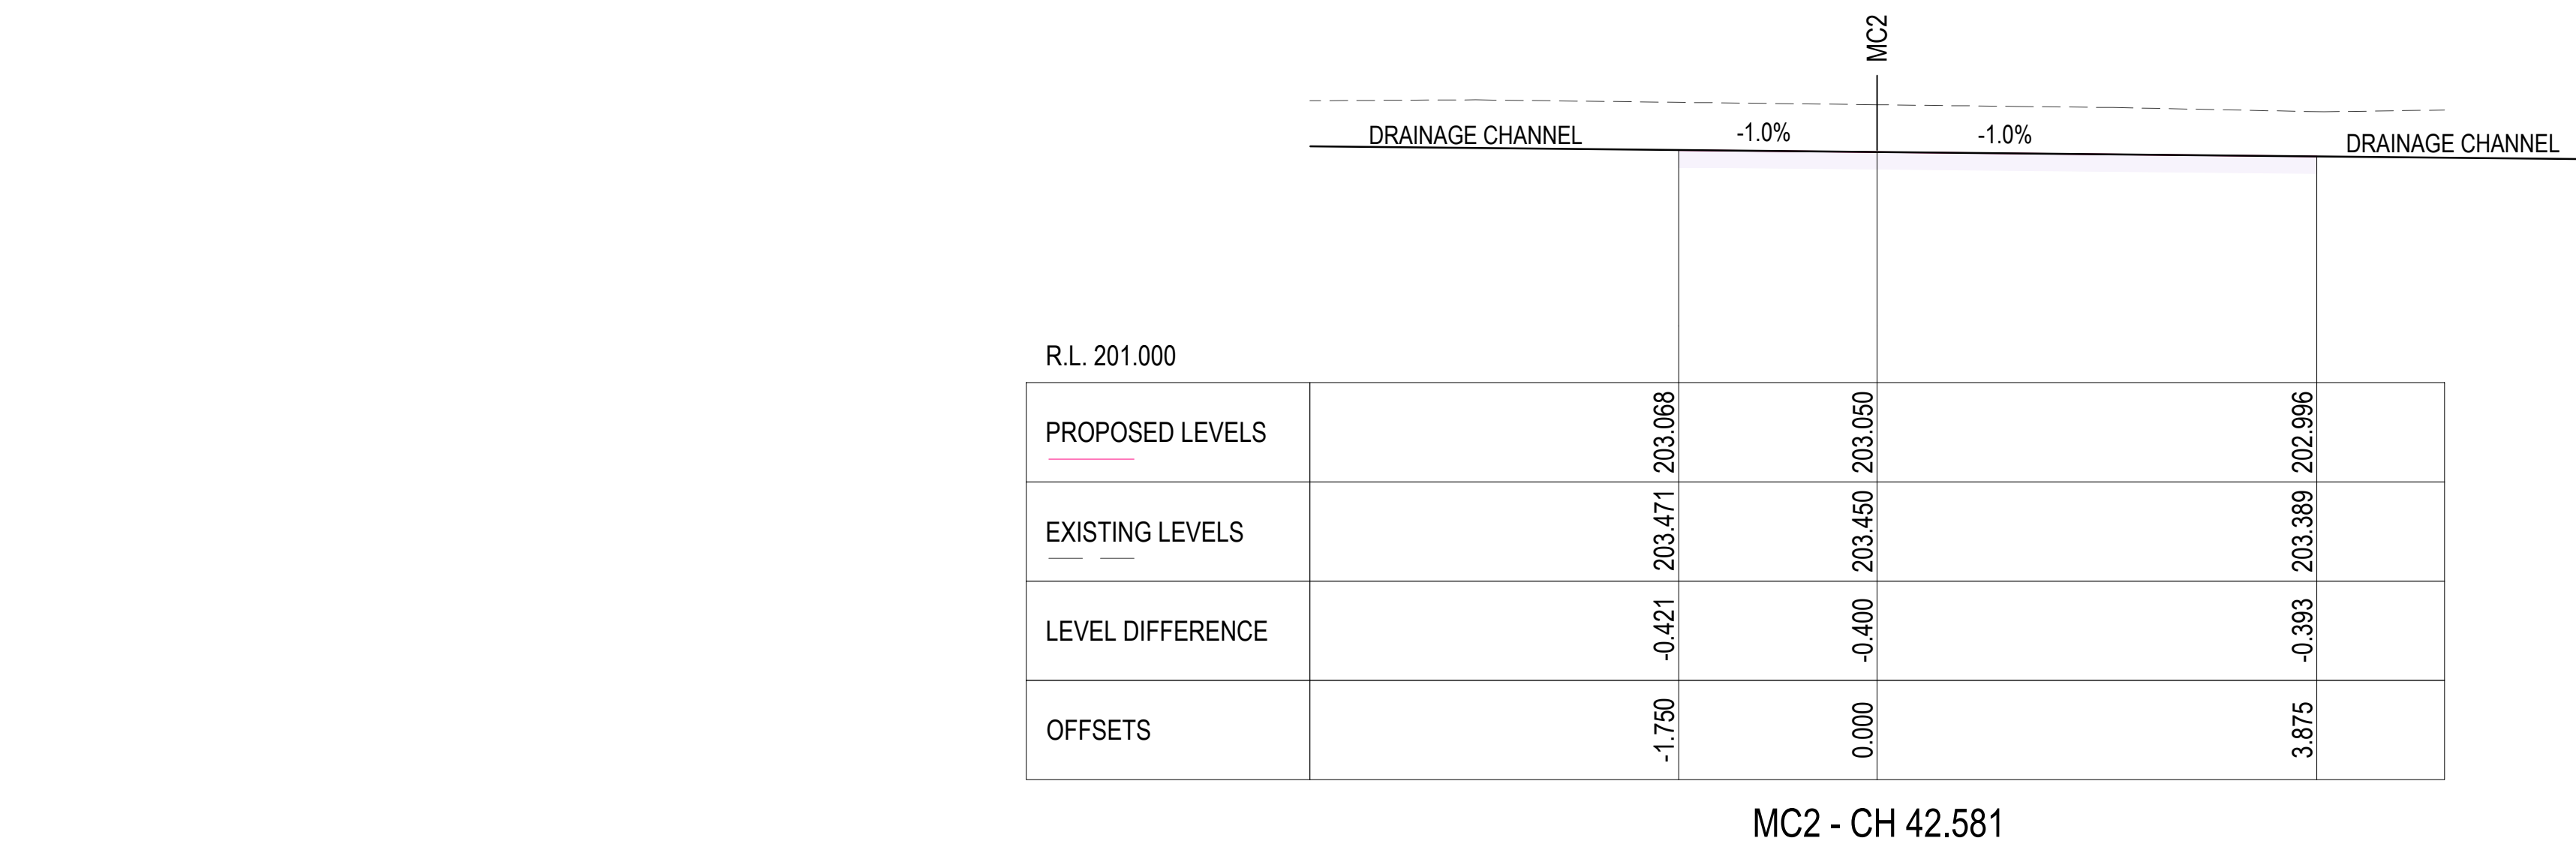 MC2
DRAINAGE CHANNEL -1.0% -1.0% DRAINAGE CHANNEL
R.L. 201.000
PROPOSED LEVELS 203.068 203.050 202.996
EXISTING LEVELS 203.471 203.450 203.389
LEVEL DIFFERENCE -0.421 -0.400 -0.393
OFFSETS -1.750 0.000 3.875
MC2 - CH 42.581